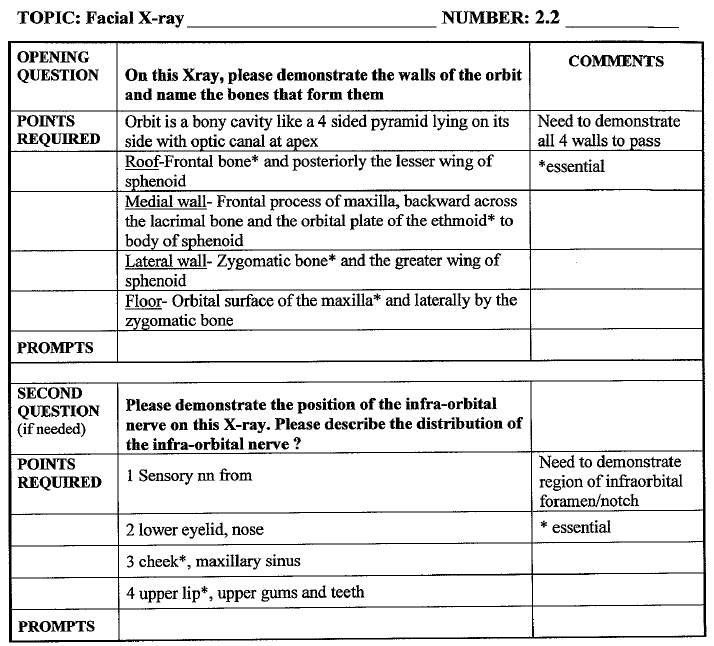 TOPIC: Facial X-ray NUMBER: 2.2
OPENING QUESTION
On this Xray, please demonstrate the walls of the orbit
and name the bones that form them
COMMENTS
POINTS REQUIRED
Orbit is a bony cavity like a 4 sided pyramid lying on its
side with optic canal at apex
Need to demonstrate
all 4 walls to pass
Roof-Frontal bone* and posteriorly the lesser wing of
sphenoid
*essential
Medial wall- Frontal process of maxilla, backward across
the lacrimal bone and the orbital plate of the ethmoid* to
body of sphenoid
Lateral wall- Zygomatic bone* and the greater wing of
sphenoid
Floor- Orbital surface of the maxilla* and laterally by the
zygomatic bone
PROMPTS
SECOND
QUESTION
(if needed)
Please demonstrate the position of the infra-orbital
nerve on this X-ray. Please describe the distribution of
the infra-orbital nerve ?
POINTS
REQUIRED
1 Sensory nn from
Need to demonstrate
region of infraorbital
foramen/notch
2 lower eyelid, nose
* essential
3 cheek*, maxillary sinus
4 upper lip*, upper gums and teeth
PROMPTS